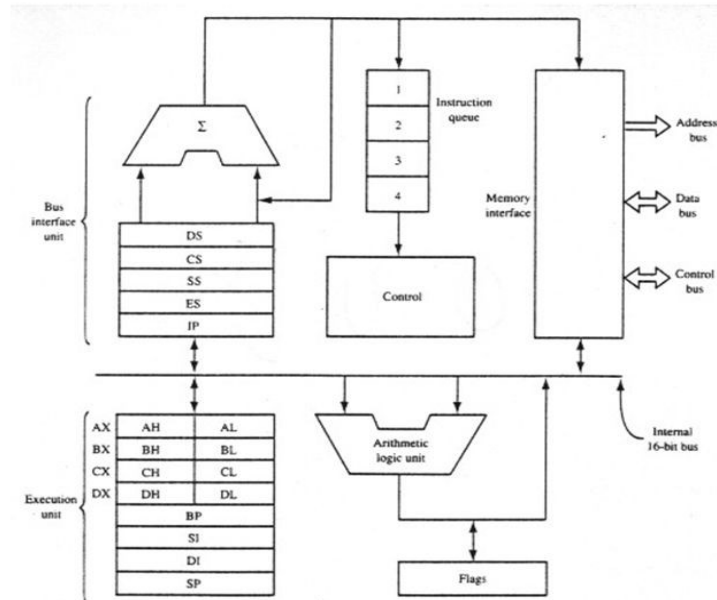 Σ
1
2
3
4
Instruction
queue
Bus
interface
unit
DS
CS
SS
ES
IP
Control
Memory
interface
Address
bus
Data
bus
Control
bus
Internal
16-bit bus
Execution
unit
AX AH AL
BX BH BL
CX CH CL
DX DH DL
BP
SI
DI
SP
Arithmetic
logic unit
Flags